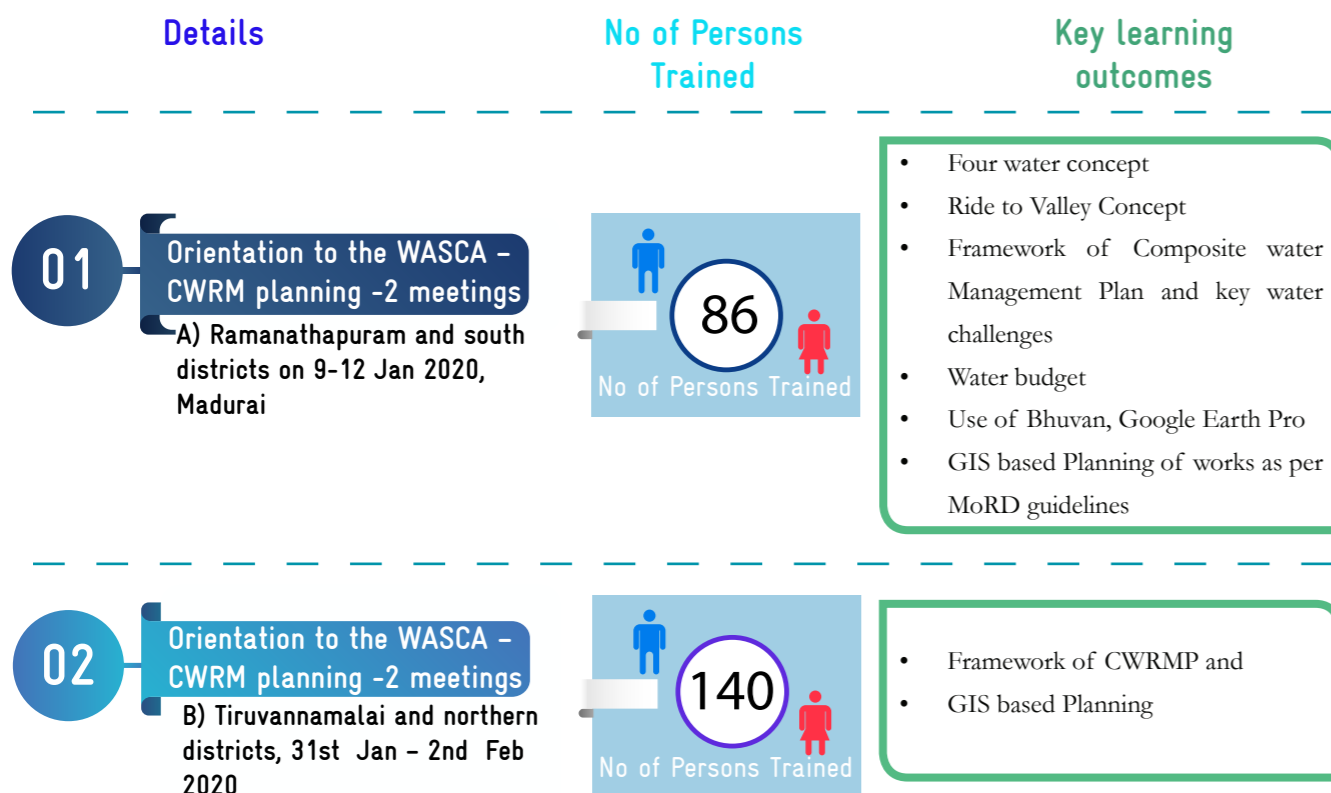 Details
No of Persons
Trained
Key learning
outcomes
01
Orientation to the WASCA –
CWRM planning -2 meetings
A) Ramanathapuram and south
districts on 9-12 Jan 2020,
Madurai
86
No of Persons Trained
• Four water concept
• Ride to Valley Concept
• Framework of Composite water
Management Plan and key water
challenges
• Water budget
• Use of Bhuvan, Google Earth Pro
• GIS based Planning of works as per
MoRD guidelines
02
Orientation to the WASCA –
CWRM planning -2 meetings
B) Tiruvannamalai and northern
districts, 31st Jan – 2nd Feb
2020
140
No of Persons Trained
• Framework of CWRMP and
• GIS based Planning